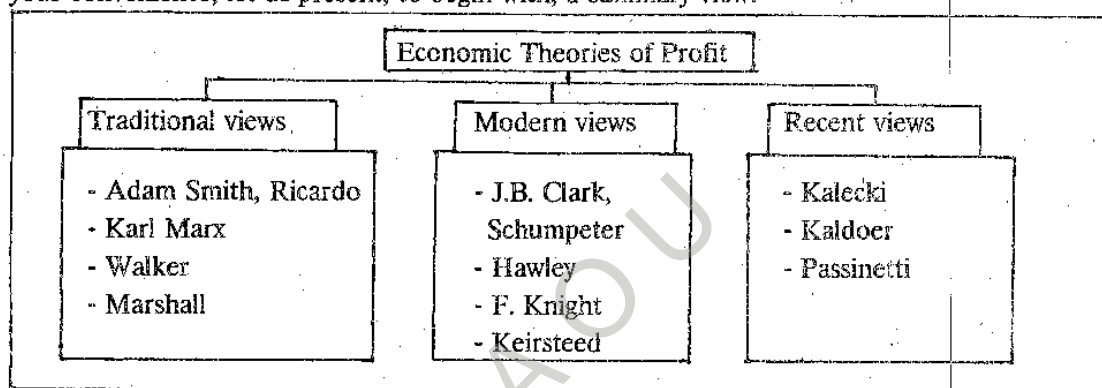 Economic Theories of Profit
Traditional views
- Adam Smith, Ricardo
- Karl Marx
- Walker
- Marshall
Modern views
- J.B. Clark,
Schumpeter
- Hawley
- F. Knight
- Keirsteed
Recent views
- Kalecki
- Kaldoer
- Passinetti
A O U